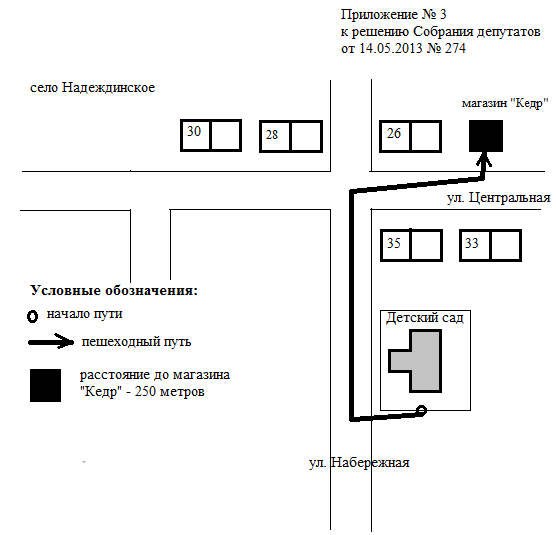 Приложение № 3
к решению Собрания депутатов
от 14.05.2013 № 274
село Надеждинское
магазин "Кедр"
30
28
26
ул. Центральная
35
33
Условные обозначения:
начало пути
Детский сад
пешеходный путь
расстояние до магазина
"Кедр" - 250 метров
ул. Набережная